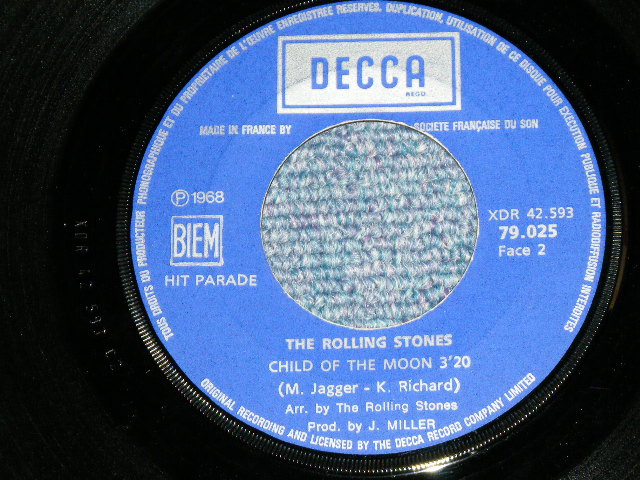 TOUS DROITS DU PRODUCTEUR PHONOGRAPHIQUE ET DU PROPRIETAIRE DE L'ŒUVRE ENREGISTREE RESERVES. DUPLICATION, UTILISATION DE CE DISQUE POUR EXECUTION PUBLIQUE ET RADIODIFFUSION INTERDITES
DECCA
REGD.
MADE IN FRANCE BY SOCIETE FRANÇAISE DU SON
℗ 1968
BIEM
HIT PARADE
XDR 42.593
79.025
Face 2
THE ROLLING STONES
CHILD OF THE MOON 3'20
(M. Jagger - K. Richard)
Arr. by The Rolling Stones
Prod. by J. MILLER
ORIGINAL RECORDING AND LICENSED BY THE DECCA RECORD COMPANY LIMITED